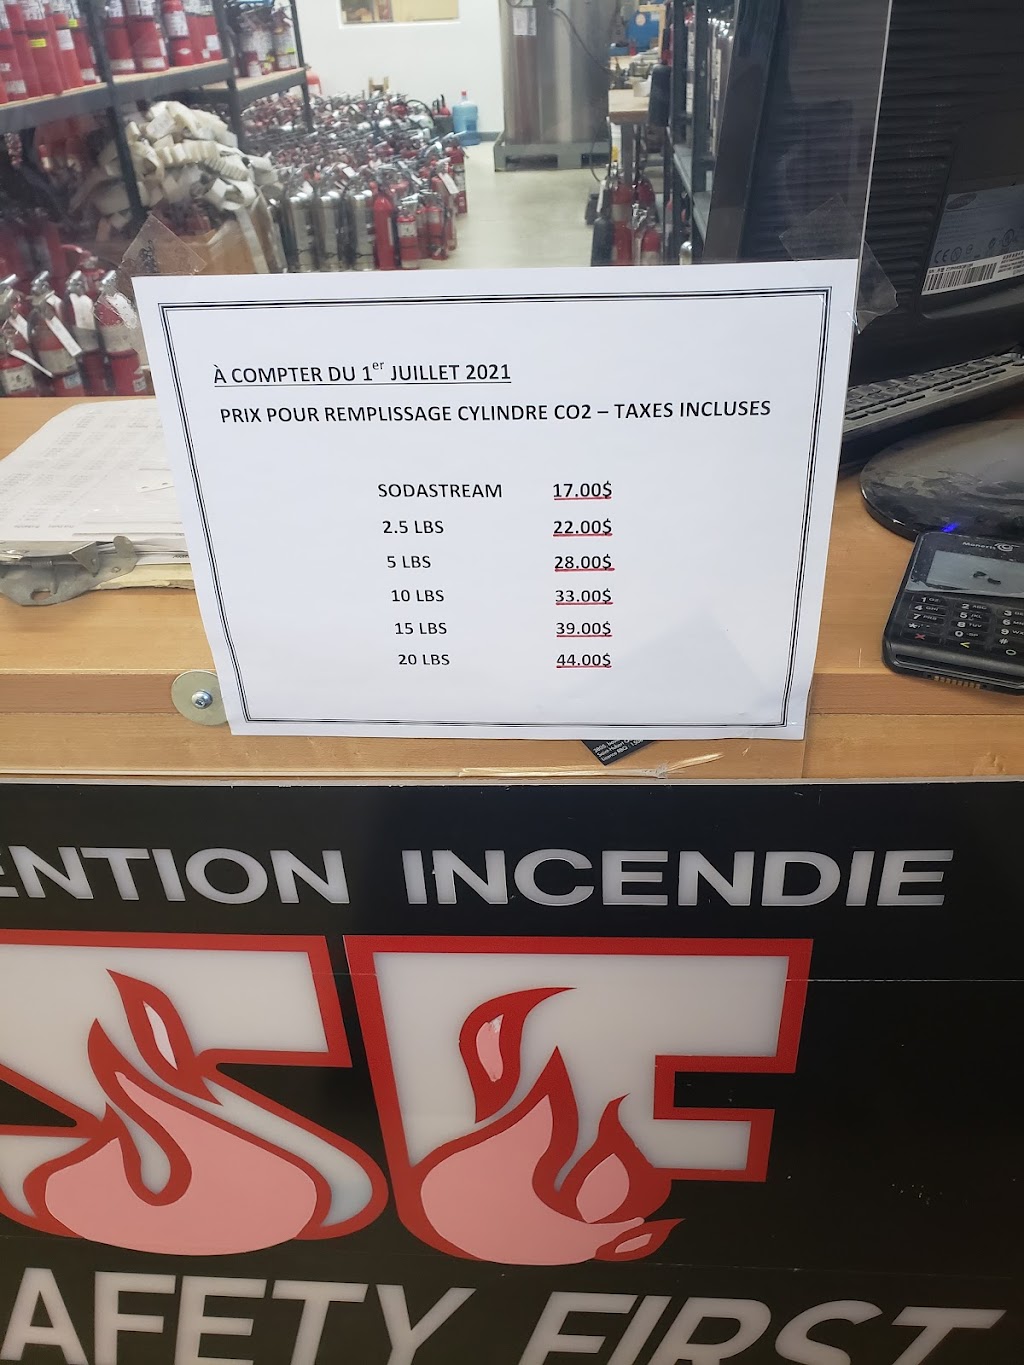 À COMPTER DU 1er JUILLET 2021
PRIX POUR REMPLISSAGE CYLINDRE CO2 – TAXES INCLUSES
SODASTREAM 17.00$
2.5 LBS 22.00$
5 LBS 28.00$
10 LBS 33.00$
15 LBS 39.00$
20 LBS 44.00$
ENTION INCENDIE
SF
AFETY FIRST